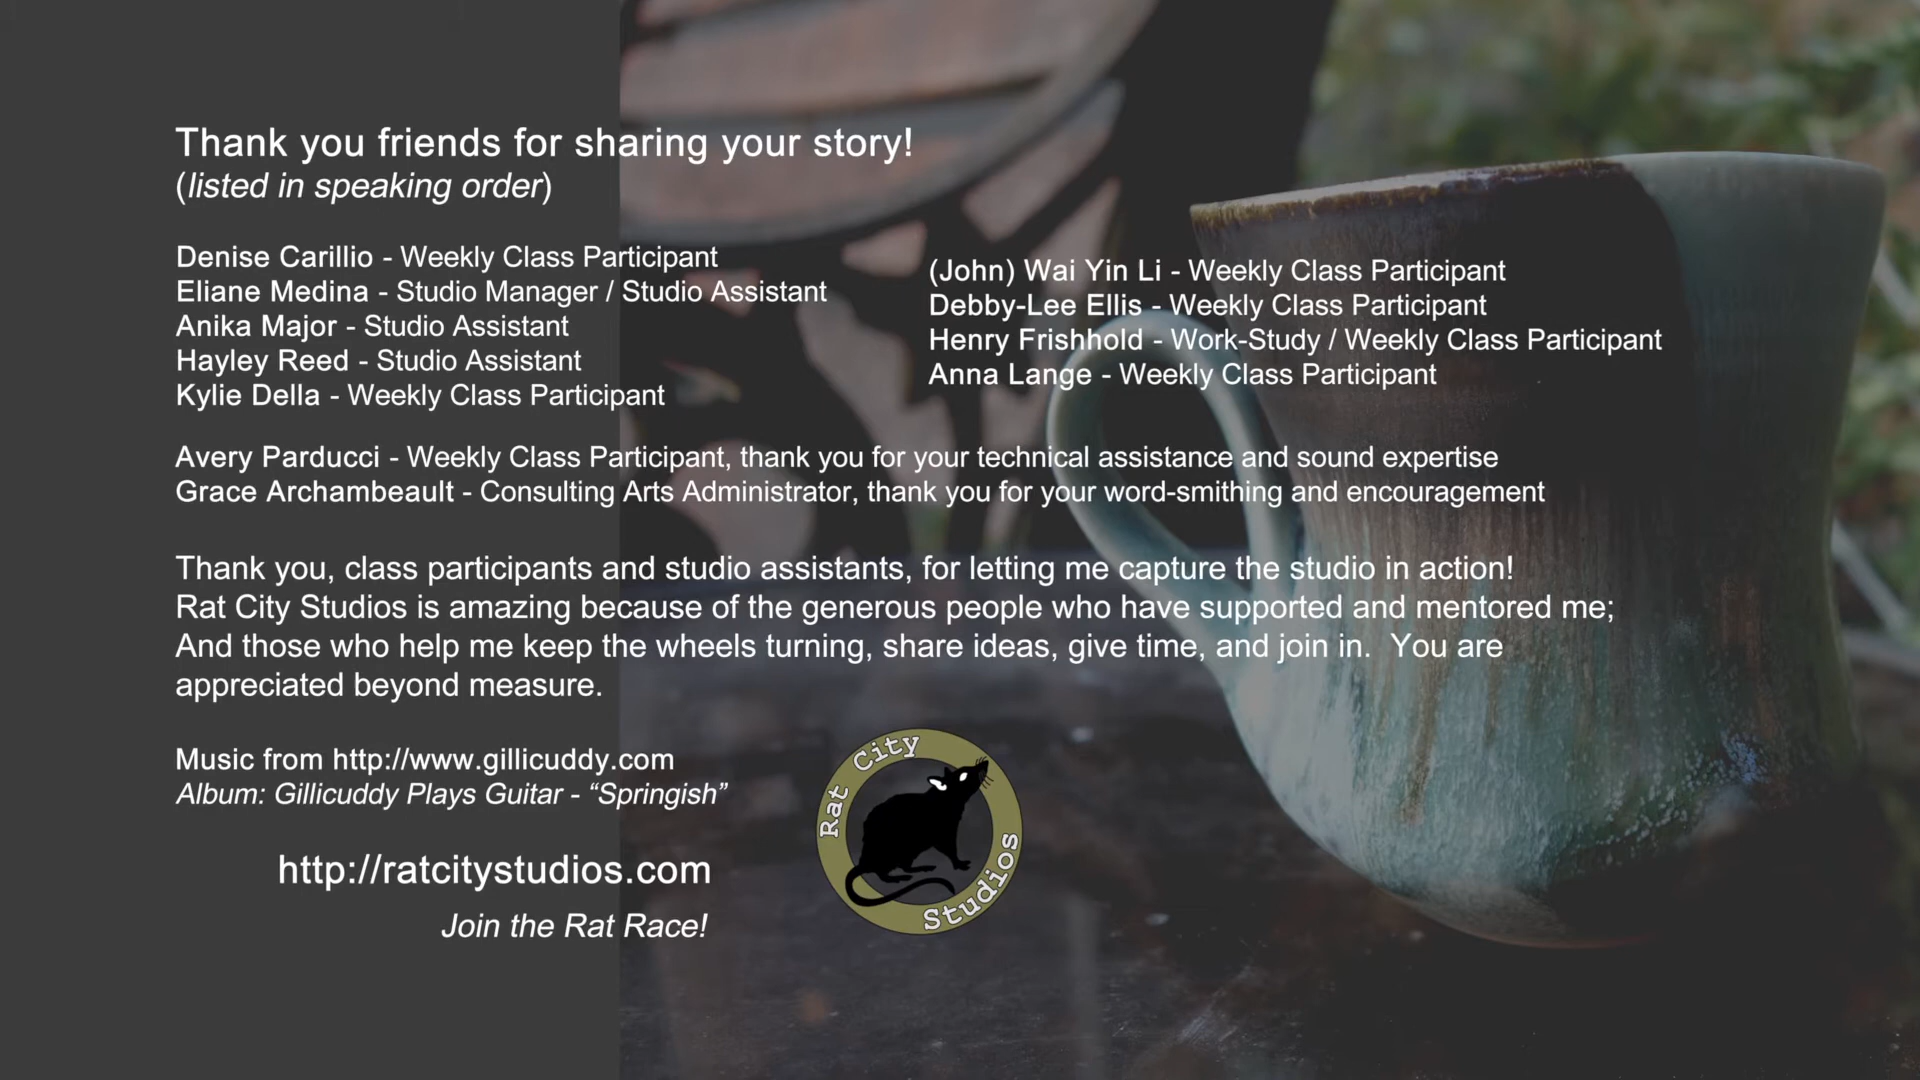 Thank you friends for sharing your story!
(listed in speaking order)
Denise Carillio - Weekly Class Participant
Eliane Medina - Studio Manager / Studio Assistant
Anika Major - Studio Assistant
Hayley Reed - Studio Assistant
Kylie Della - Weekly Class Participant
(John) Wai Yin Li - Weekly Class Participant
Debby-Lee Ellis - Weekly Class Participant
Henry Frishhold - Work-Study / Weekly Class Participant
Anna Lange - Weekly Class Participant
Avery Parducci - Weekly Class Participant, thank you for your technical assistance and sound expertise
Grace Archambeault - Consulting Arts Administrator, thank you for your word-smithing and encouragement
Thank you, class participants and studio assistants, for letting me capture the studio in action!
Rat City Studios is amazing because of the generous people who have supported and mentored me;
And those who help me keep the wheels turning, share ideas, give time, and join in.  You are
appreciated beyond measure.
Music from http://www.gillicuddy.com
Album: Gillicuddy Plays Guitar - “Springish”
http://ratcitystudios.com
Join the Rat Race!
Rat City Studios